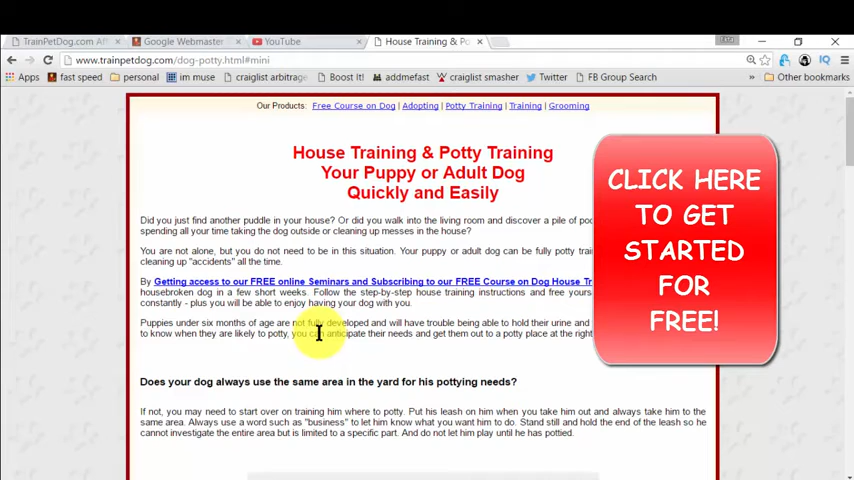 TrainPetDog.com Aff
Google Webmaster
YouTube
House Training & Po
www.trainpetdog.com/dog-potty.html#mini
Apps fast speed personal im muse craiglist arbitrage Boost It! addmefast craiglist smasher Twitter FB Group Search » Other bookmarks
Our Products: Free Course on Dog | Adopting | Potty Training | Training | Grooming
House Training & Potty Training
Your Puppy or Adult Dog
Quickly and Easily
Did you just find another puddle in your house? Or did you walk into the living room and discover a pile of
spending all your time taking the dog outside or cleaning up messes in the house?
You are not alone, but you do not need to be in this situation. Your puppy or adult dog can be fully potty
cleaning up "accidents" all the time.
By Getting access to our FREE online Seminars and Subscribing to our FREE Course on Dog House
housebroken dog in a few short weeks. Follow the step-by-step house training instructions and free
constantly - plus you will be able to enjoy having your dog with you.
Puppies under six months of age are not fully developed and will have trouble being able to hold their urine and
to know when they are likely to potty, you can anticipate their needs and get them out to a potty place at the right
Does your dog always use the same area in the yard for his pottying needs?
If not, you may need to start over on training him where to potty. Put his leash on him when you take him out and always take him to the
same area. Always use a word such as "business" to let him know what you want him to do. Stand still and hold the end of the leash so he
cannot investigate the entire area but is limited to a specific part. And do not let him play until he has pottied.
CLICK HERE
TO GET
STARTED
FOR
FREE!